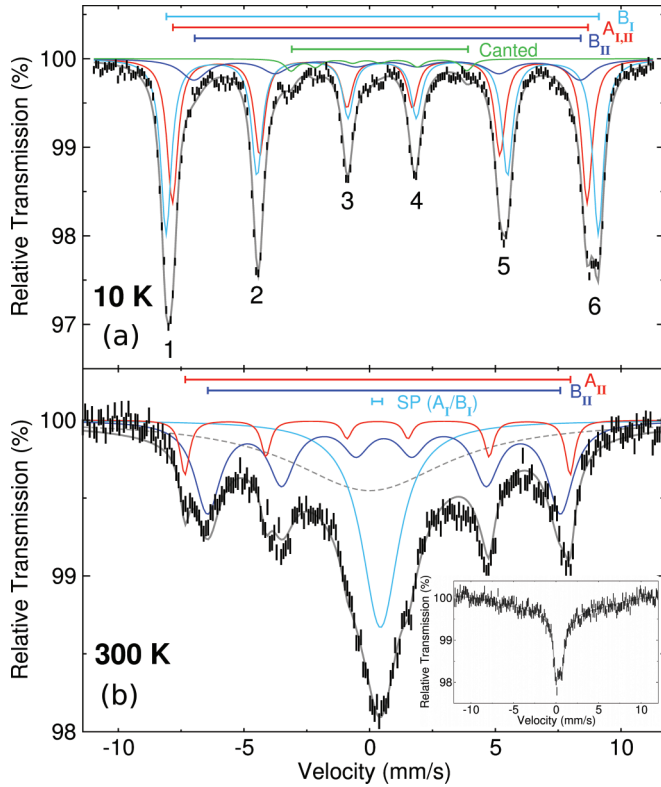 B_I
A_I,II
B_II
Canted
100
99
98
97
Relative Transmission (%)
1
2
3
4
5
6
10 K
(a)
A_II
B_II
SP (A_I/B_I)
100
99
98
Relative Transmission (%)
300 K
(b)
100
99
98
Relative Transmission (%)
-10
-5
0
5
10
Velocity (mm/s)
-10
-5
0
5
10
Velocity (mm/s)